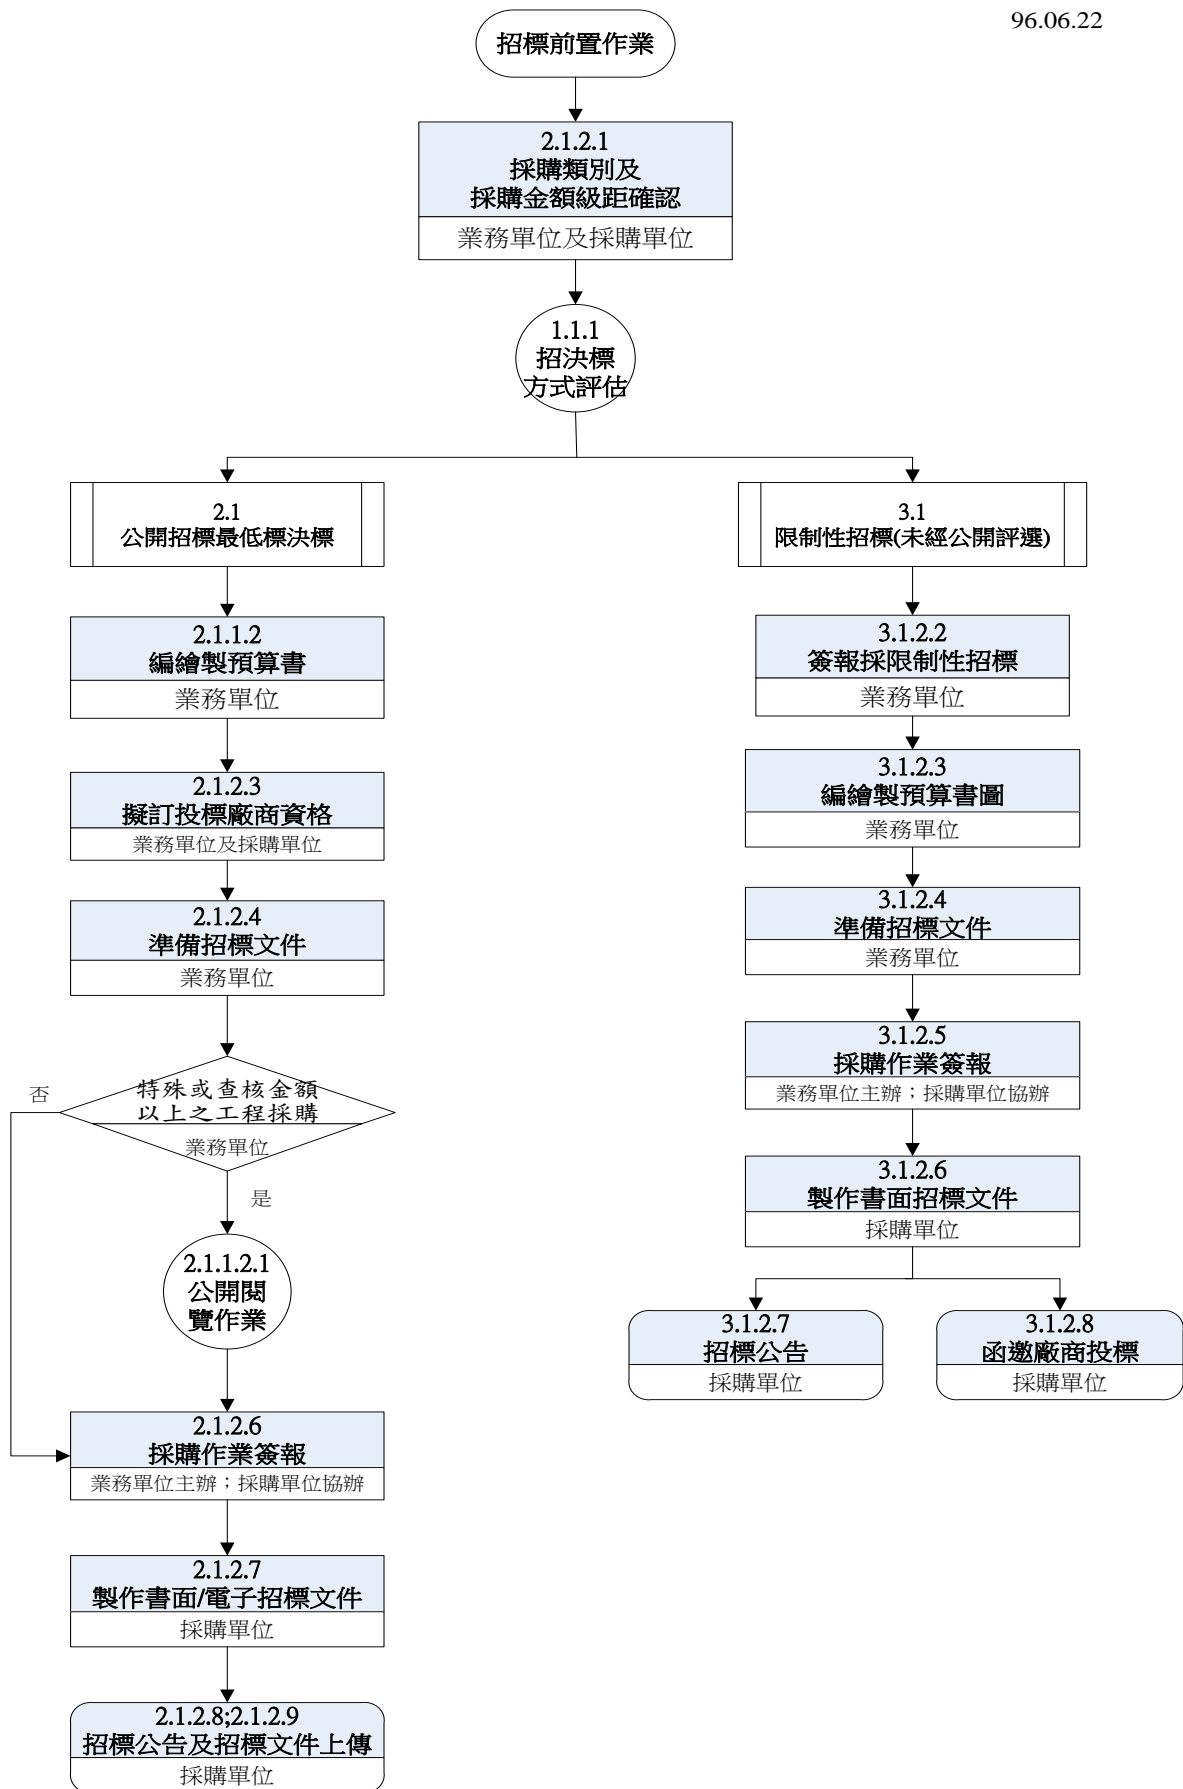 96.06.22
招標前置作業
2.1.2.1
採購類別及
採購金額級距確認
業務單位及採購單位
1.1.1
招決標
方式評估
2.1
公開招標最低標決標
2.1.1.2
編繪製預算書
業務單位
2.1.2.3
擬訂投標廠商資格
業務單位及採購單位
2.1.2.4
準備招標文件
業務單位
特殊或查核金額
以上之工程採購
業務單位
否
是
2.1.1.2.1
公開閱
覽作業
2.1.2.6
採購作業簽報
業務單位主辦；採購單位協辦
2.1.2.7
製作書面/電子招標文件
採購單位
2.1.2.8;2.1.2.9
招標公告及招標文件上傳
採購單位
3.1
限制性招標(未經公開評選)
3.1.2.2
簽報採限制性招標
業務單位
3.1.2.3
編繪製預算書圖
業務單位
3.1.2.4
準備招標文件
業務單位
3.1.2.5
採購作業簽報
業務單位主辦；採購單位協辦
3.1.2.6
製作書面招標文件
採購單位
3.1.2.7
招標公告
採購單位
3.1.2.8
函邀廠商投標
採購單位